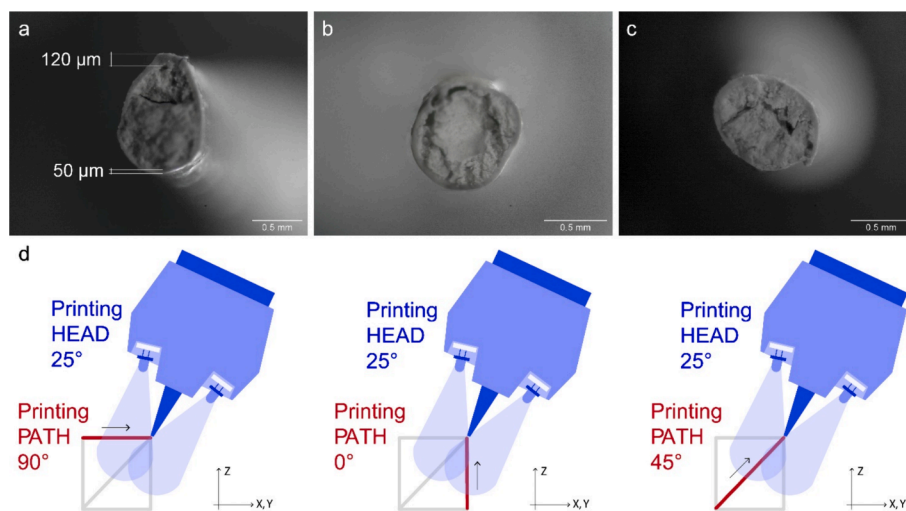 a
120 µm
50 µm
0.5 mm
b
0.5 mm
c
0.5 mm
d
Printing
HEAD
25°
Printing
PATH
90°
Z
X, Y
Printing
HEAD
25°
Printing
PATH
0°
Z
X, Y
Printing
HEAD
25°
Printing
PATH
45°
Z
X, Y